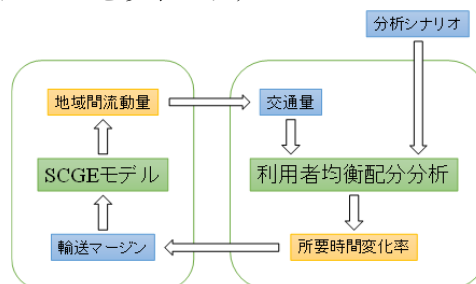 分析シナリオ
地域間流動量
交通量
SCGEモデル
利用者均衡配分分析
輸送マージン
所要時間変化率